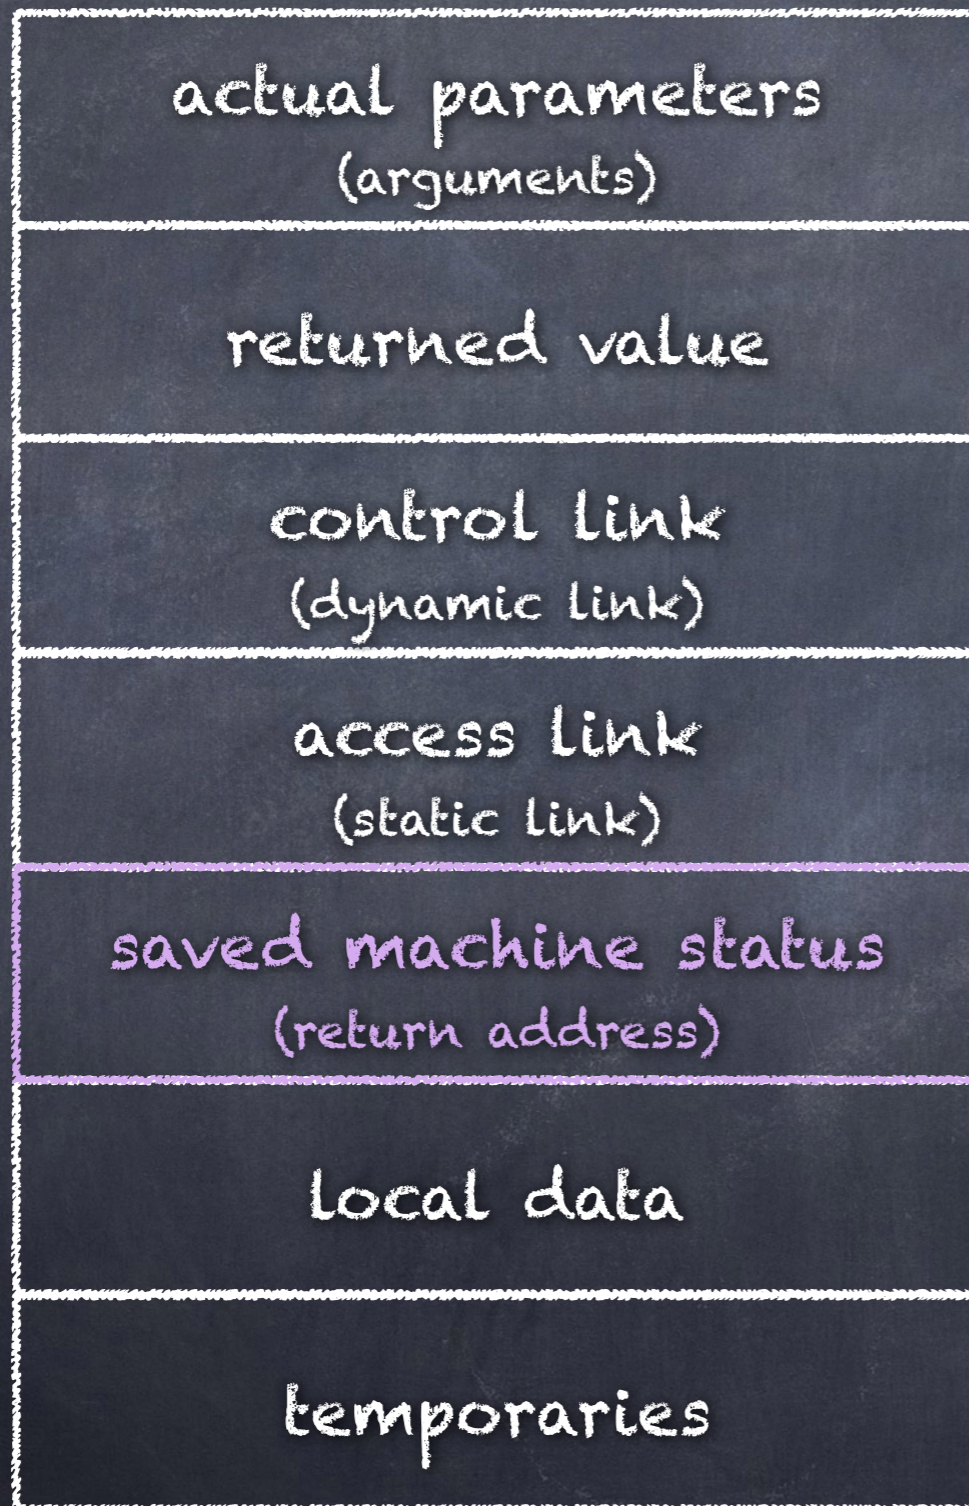 actual parameters
(arguments)
returned value
control link
(dynamic link)
access link
(static link)
saved machine status
(return address)
local data
temporaries